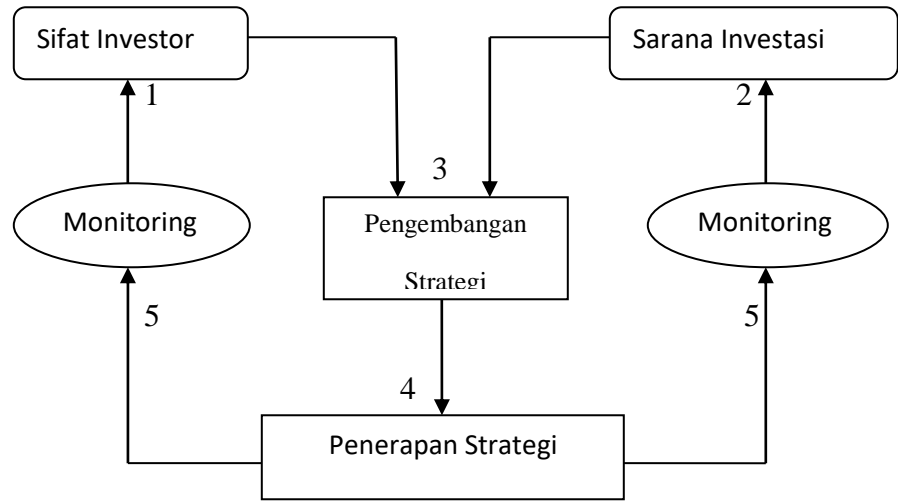 Sifat Investor
Sarana Investasi
1
2
3
Monitoring
Pengembangan
Strategi
Monitoring
5
5
4
Penerapan Strategi